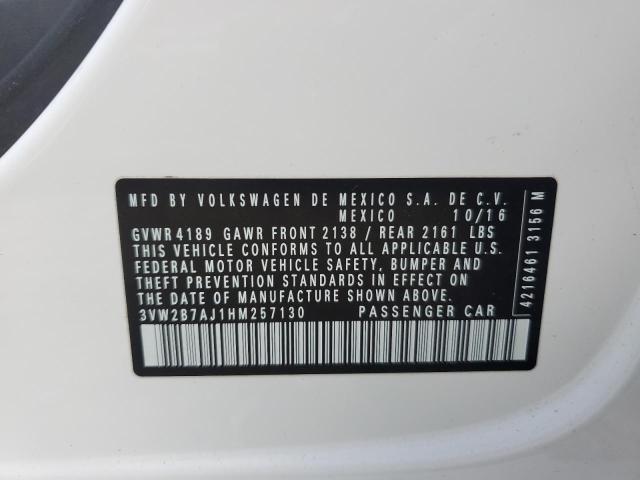 MFD BY VOLKSWAGEN DE MEXICO S.A. DE C.V.
MEXICO 10/16
GVWR 4189 GAWR FRONT 2138 / REAR 2161 LBS
THIS VEHICLE CONFORMS TO ALL APPLICABLE U.S.
FEDERAL MOTOR VEHICLE SAFETY, BUMPER AND
THEFT PREVENTION STANDARDS IN EFFECT ON
THE DATE OF MANUFACTURE SHOWN ABOVE.
3VW2B7AJ1HM257130 PASSENGER CAR
4216461 3156 M